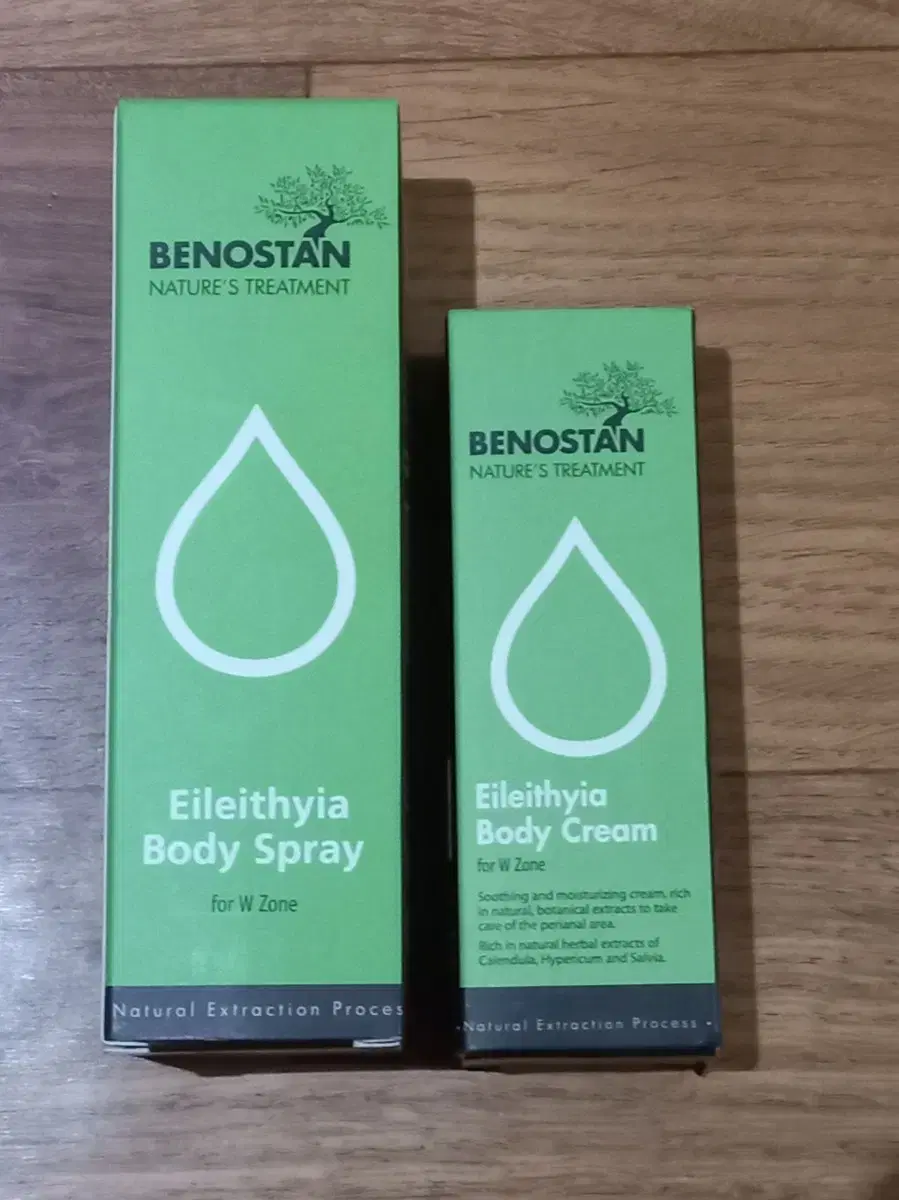 BENOSTAN
NATURE'S TREATMENT
Eileithyia
Body Spray
for W Zone
Natural Extraction Proces
BENOSTAN
NATURE'S TREATMENT
Eileithyia
Body Cream
for W Zone
Soothing and moisturizing cream, rich
in natural, botanical extracts to take
care of the perianal area.
Rich in natural herbal extracts of
Calendula, Hypericum and Salvia.
•Natural Extraction Process •